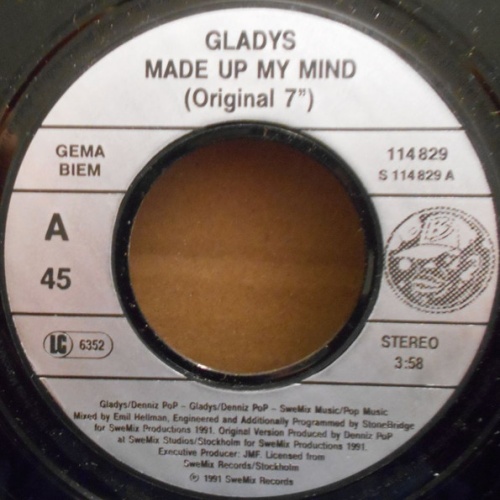 GLADYS
MADE UP MY MIND
(Original 7")
GEMA
BIEM
114 829
S 114 829 A
A
45
LC 6352
STEREO
3:58
Gladys/Denniz PoP – Gladys/Denniz PoP – SweMix Music/Pop Music
Mixed by Emil Hellman, Engineered and Additionally Programmed by StoneBridge
for SweMix Productions 1991. Original Version Produced by Denniz PoP
at SweMix Studios/Stockholm for SweMix Productions 1991.
Executive Producer: JMF. Licensed from
SweMix Records/Stockholm
℗ 1991 SweMix Records